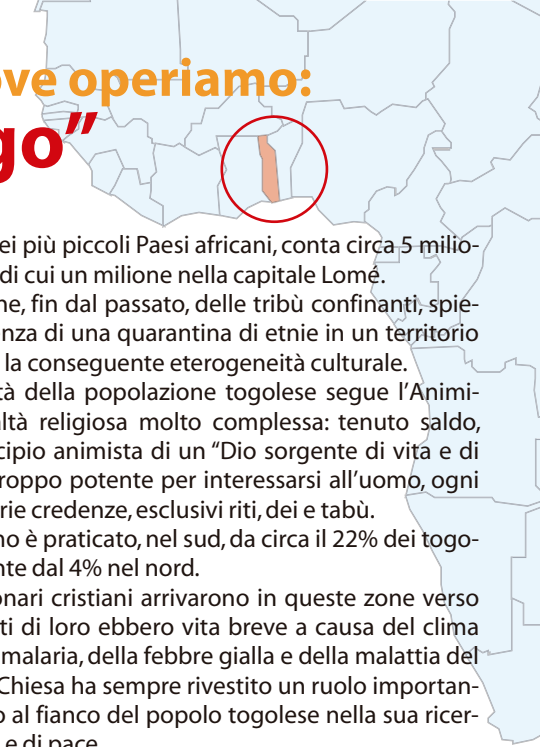 ove operiamo:
go”
ei più piccoli Paesi africani, conta circa 5 milio-
di cui un milione nella capitale Lomé.
ne, fin dal passato, delle tribù confinanti, spie-
enza di una quarantina di etnie in un territorio
la conseguente eterogeneità culturale.
tà della popolazione togolese segue l’Animi-
altà religiosa molto complessa: tenuto saldo,
cipio animista di un “Dio sorgente di vita e di
roppo potente per interessarsi all’uomo, ogni
rie credenze, esclusivi riti, dei e tabù.
no è praticato, nel sud, da circa il 22% dei togo-
nte dal 4% nel nord.
onari cristiani arrivarono in queste zone verso
ti di loro ebbero vita breve a causa del clima
malaria, della febbre gialla e della malattia del
Chiesa ha sempre rivestito un ruolo importan-
o al fianco del popolo togolese nella sua ricer-
e di pace